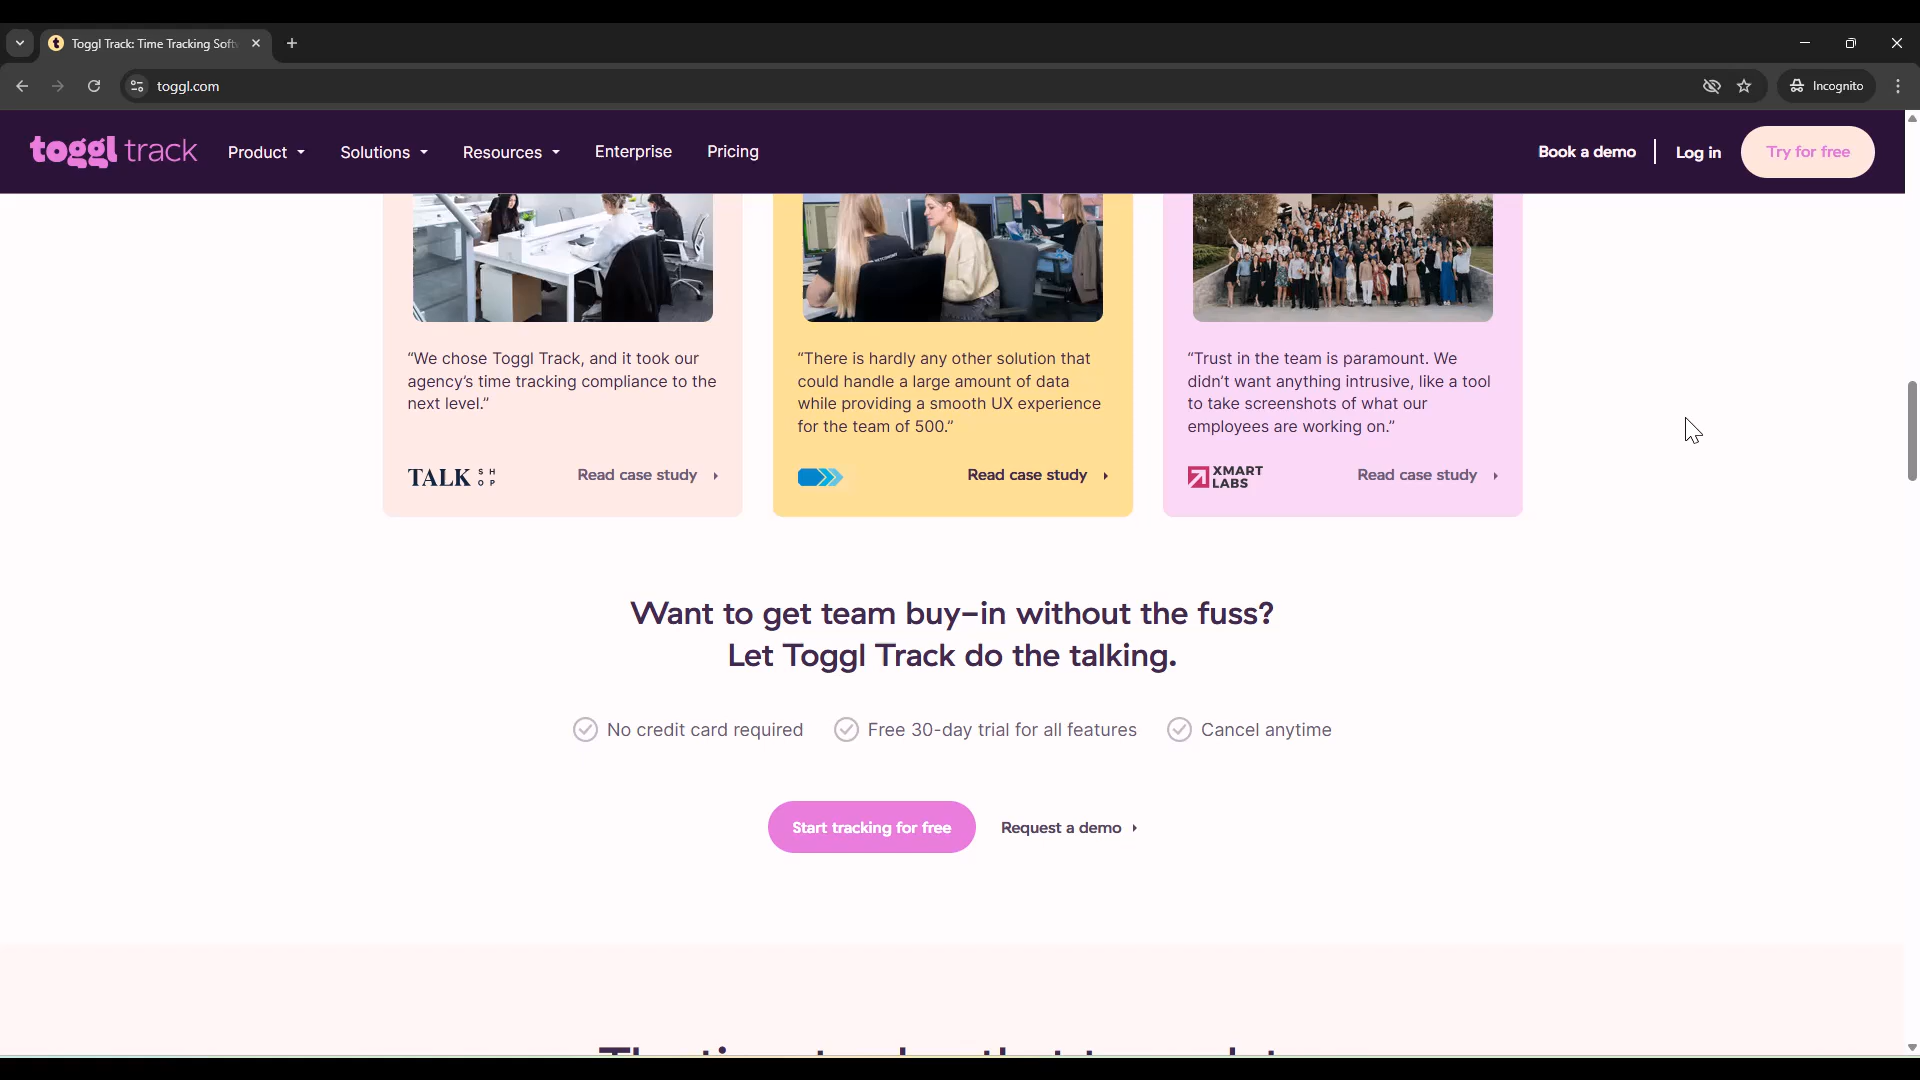 Toggl Track: Time Tracking Soft
toggl.com
Incognito
toggl track
Product
Solutions
Resources
Enterprise
Pricing
Book a demo
Log in
Try for free
“We chose Toggl Track, and it took our
agency’s time tracking compliance to the
next level.”
TALK SHOP
Read case study
“There is hardly any other solution that
could handle a large amount of data
while providing a smooth UX experience
for the team of 500.”
Read case study
“Trust in the team is paramount. We
didn’t want anything intrusive, like a tool
to take screenshots of what our
employees are working on.”
XMART
LABS
Read case study
Want to get team buy-in without the fuss?
Let Toggl Track do the talking.
No credit card required
Free 30-day trial for all features
Cancel anytime
Start tracking for free
Request a demo